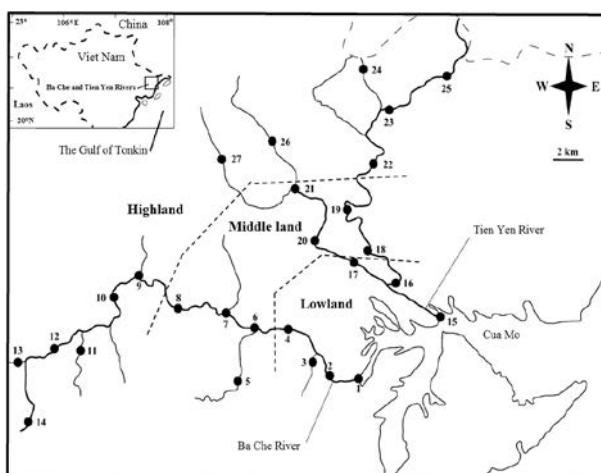 23°
106°E
108°
China
Viet Nam
Ba Che and Tien Yen Rivers
Laos
20°N
The Gulf of Tonkin
N
W E
S
2 km
24
25
23
26
27
22
21
19
Highland
Middle land
20
18
17
Tien Yen River
16
9
10
Lowland
15
8
7
6
4
Cua Mo
12
11
13
3
2
1
5
14
Ba Che River